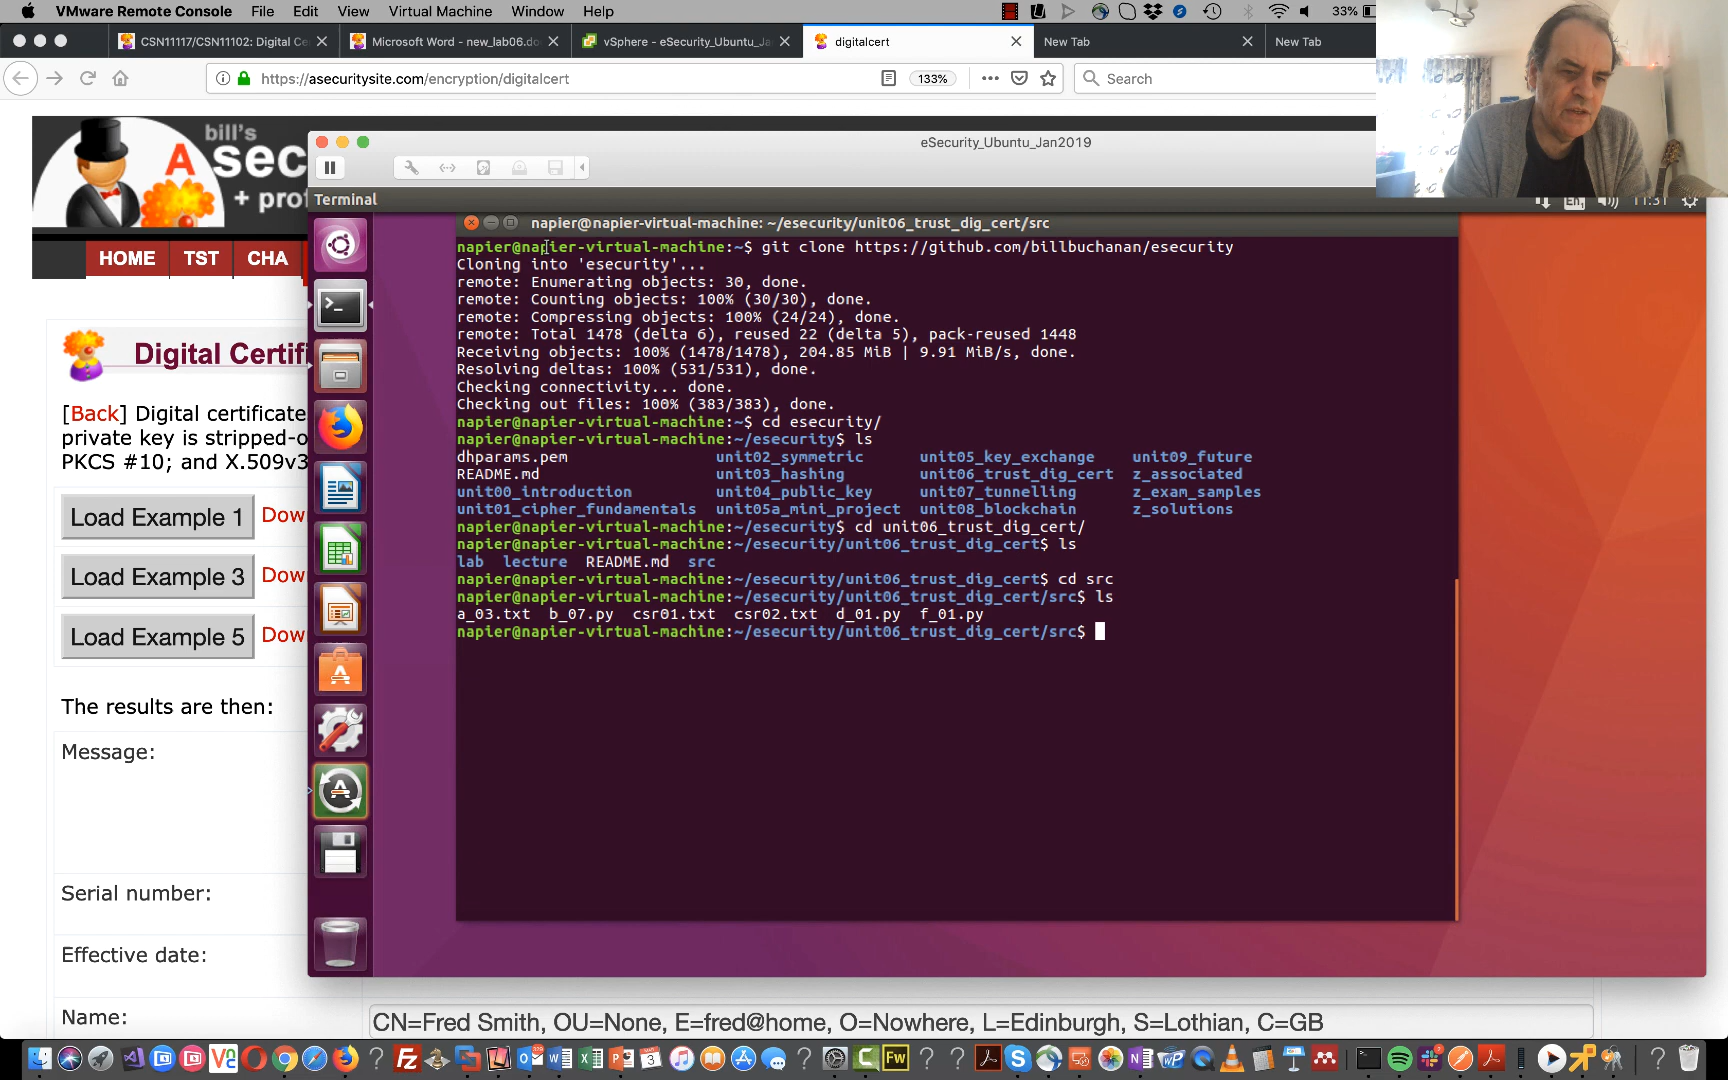 VMware Remote Console File Edit View Virtual Machine Window Help 33%
CSN11117/CSN11102: Digital Ce
Microsoft Word - new_lab06.do
vSphere - eSecurity_Ubuntu_Ja
digitalcert
New Tab
New Tab
https://asecuritysite.com/encryption/digitalcert
133%
Search
bill's
A sec
+ prof
eSecurity_Ubuntu_Jan2019
Terminal
11:31
HOME TST CHA
napier@napier-virtual-machine: ~/esecurity/unit06_trust_dig_cert/src
napier@napier-virtual-machine:~$ git clone https://github.com/billbuchanan/esecurity
Cloning into 'esecurity'...
remote: Enumerating objects: 30, done.
remote: Counting objects: 100% (30/30), done.
remote: Compressing objects: 100% (24/24), done.
remote: Total 1478 (delta 6), reused 22 (delta 5), pack-reused 1448
Receiving objects: 100% (1478/1478), 204.85 MiB | 9.91 MiB/s, done.
Resolving deltas: 100% (531/531), done.
Checking connectivity... done.
Checking out files: 100% (383/383), done.
napier@napier-virtual-machine:~$ cd esecurity/
napier@napier-virtual-machine:~/esecurity$ ls
dhparams.pem unit02_symmetric unit05_key_exchange unit09_future
README.md unit03_hashing unit06_trust_dig_cert z_associated
unit00_introduction unit04_public_key unit07_tunnelling z_exam_samples
unit01_cipher_fundamentals unit05a_mini_project unit08_blockchain z_solutions
napier@napier-virtual-machine:~/esecurity$ cd unit06_trust_dig_cert/
napier@napier-virtual-machine:~/esecurity/unit06_trust_dig_cert$ ls
lab lecture README.md src
napier@napier-virtual-machine:~/esecurity/unit06_trust_dig_cert$ cd src
napier@napier-virtual-machine:~/esecurity/unit06_trust_dig_cert/src$ ls
a_03.txt b_07.py csr01.txt csr02.txt d_01.py f_01.py
napier@napier-virtual-machine:~/esecurity/unit06_trust_dig_cert/src$
Digital Certifi
[Back] Digital certificate
private key is stripped-o
PKCS #10; and X.509v3
Load Example 1 Dow
Load Example 3 Dow
Load Example 5 Dow
The results are then:
Message:
Serial number:
Effective date:
Name:
CN=Fred Smith, OU=None, E=fred@home, O=Nowhere, L=Edinburgh, S=Lothian, C=GB